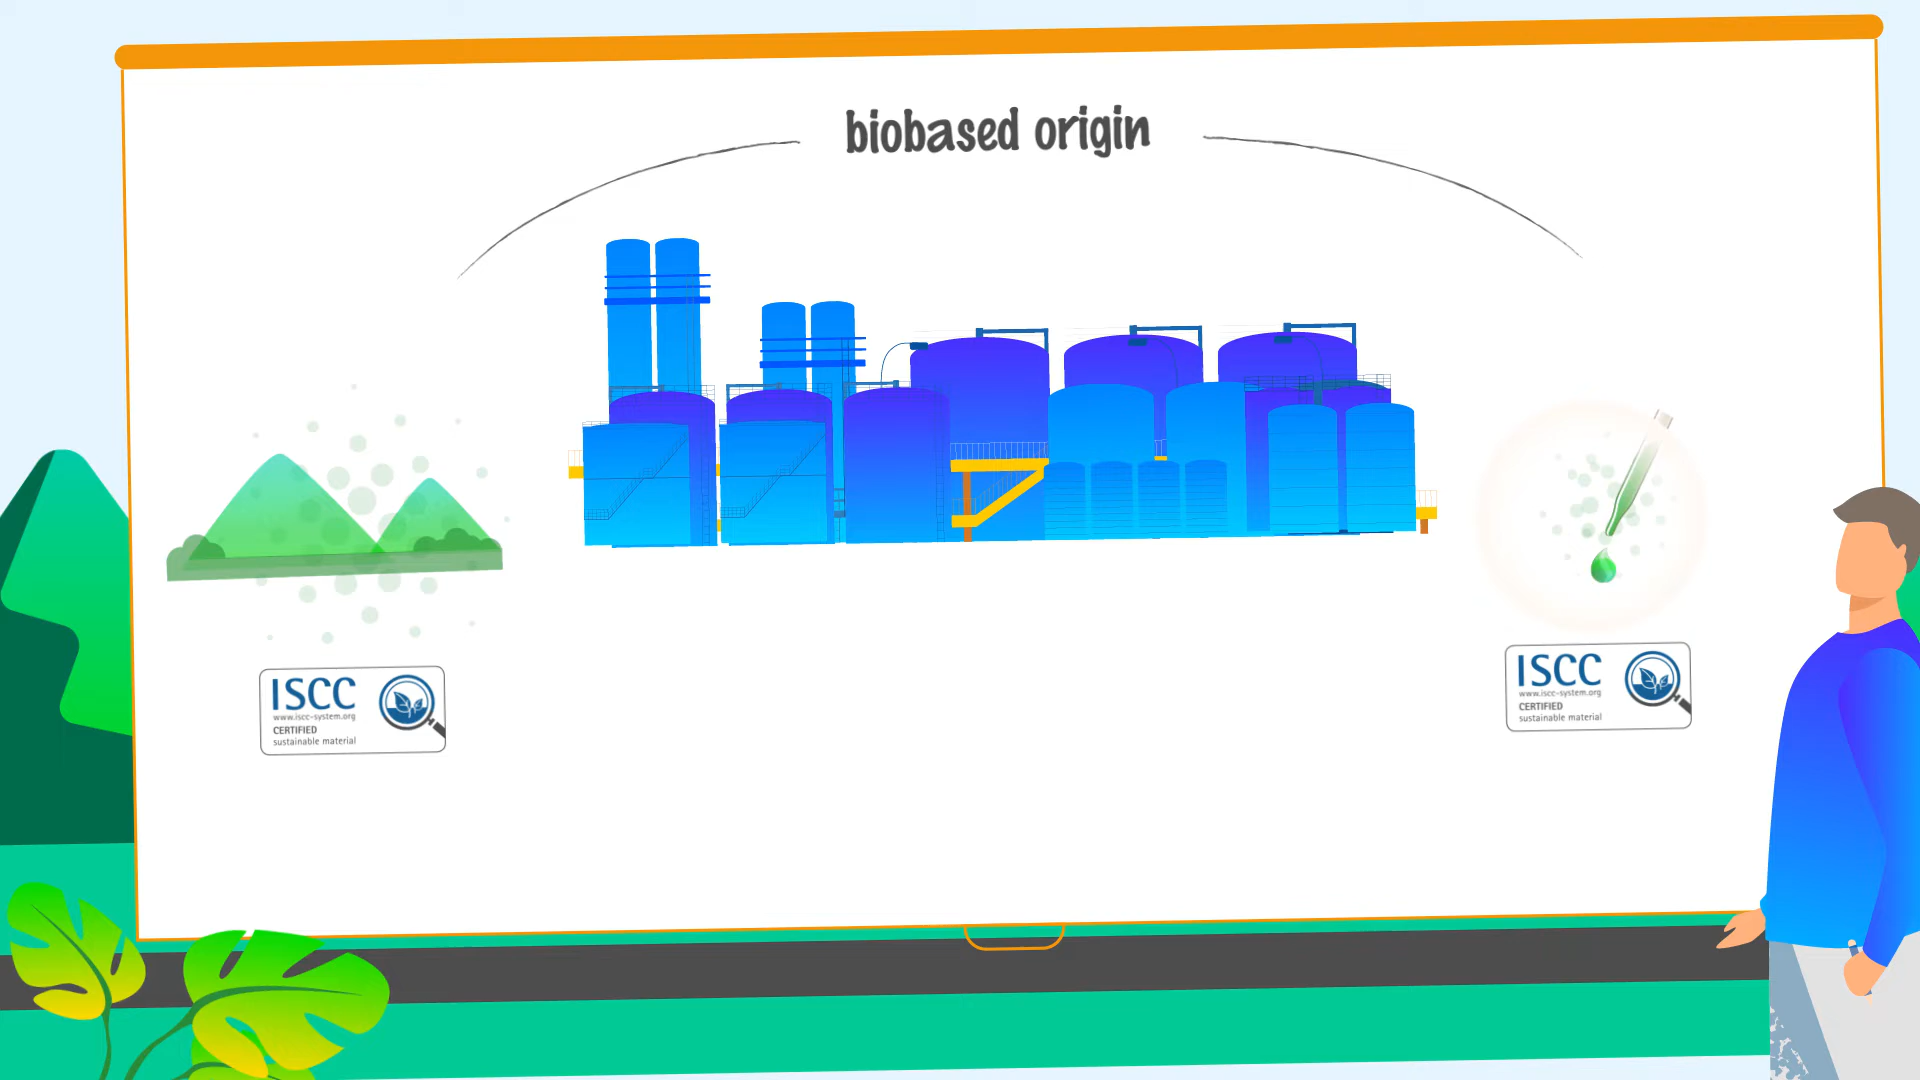 biobased origin
ISCC
www.iscc-system.org
CERTIFIED
sustainable material
ISCC
www.iscc-system.org
CERTIFIED
sustainable material